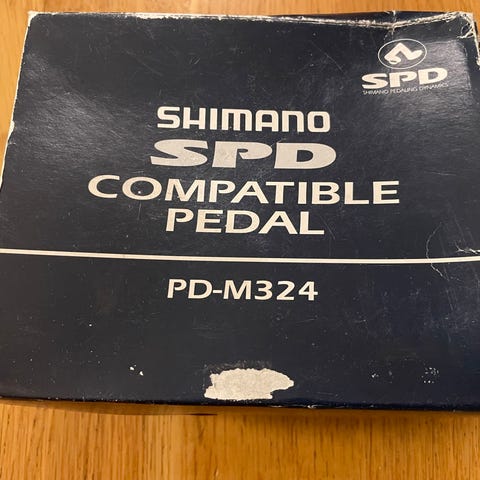 SPD
SHIMANO PEDALING DYNAMICS
SHIMANO
SPD
COMPATIBLE
PEDAL
PD-M324